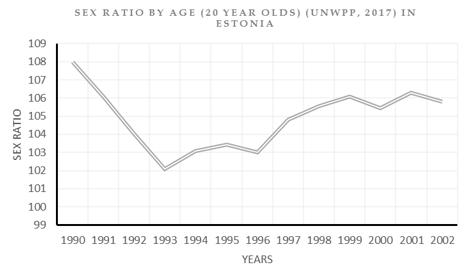 SEX RATIO BY AGE (20 YEAR OLDS) (UNWPP, 2017) IN
ESTONIA
109
108
107
106
105
104
103
102
101
100
99
SEX RATIO
1990 1991 1992 1993 1994 1995 1996 1997 1998 1999 2000 2001 2002
YEARS